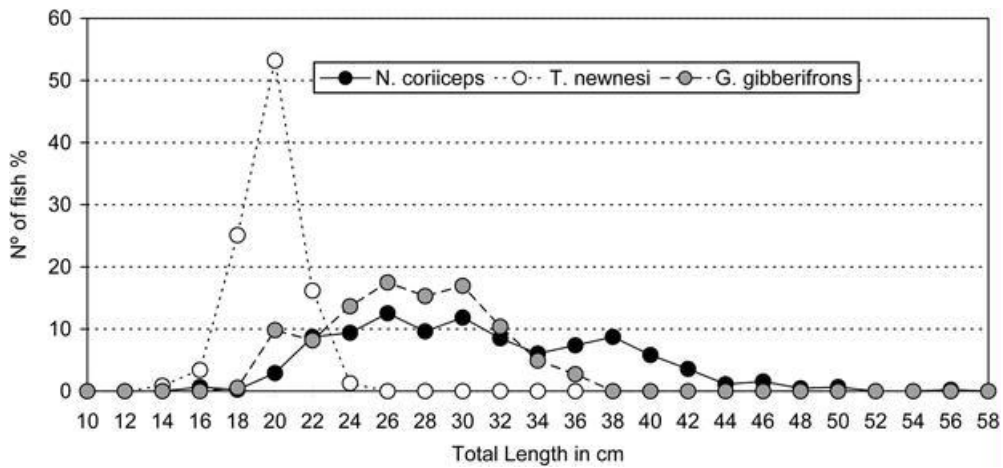 60
50
40
30
20
10
0
Nº of fish %
N. coriiceps T. newnesi G. gibberifrons
10 12 14 16 18 20 22 24 26 28 30 32 34 36 38 40 42 44 46 48 50 52 54 56 58
Total Length in cm